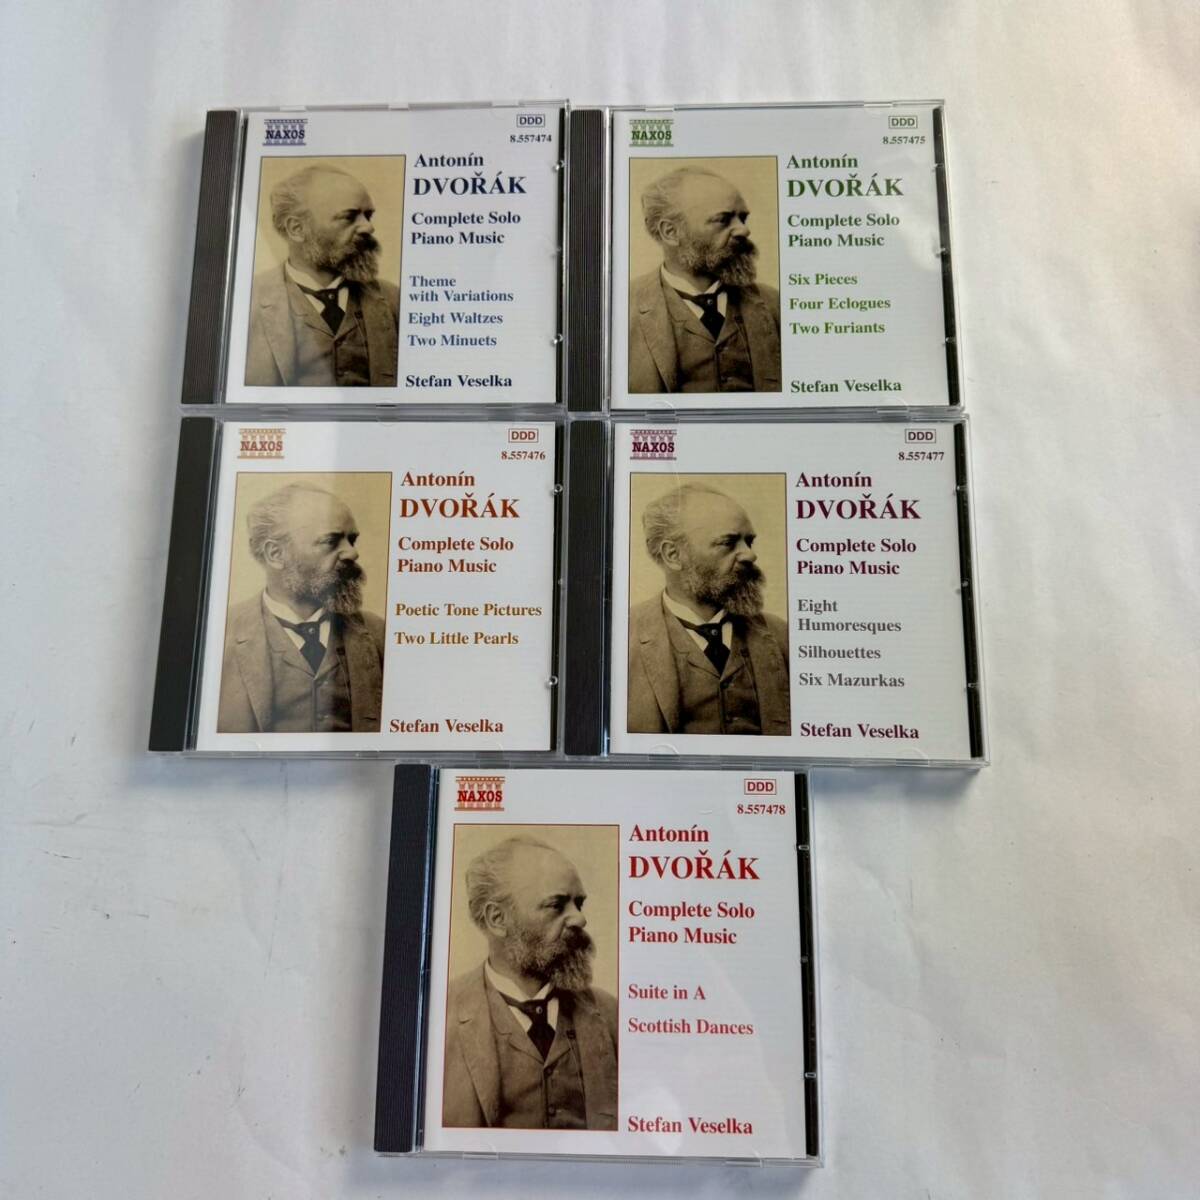 NAXOS
DDD
8.557474
Antonín
DVOŘÁK
Complete Solo
Piano Music
Theme
with Variations
Eight Waltzes
Two Minuets
Stefan Veselka
NAXOS
DDD
8.557475
Antonín
DVOŘÁK
Complete Solo
Piano Music
Six Pieces
Four Eclogues
Two Furiants
Stefan Veselka
NAXOS
DDD
8.557476
Antonín
DVOŘÁK
Complete Solo
Piano Music
Poetic Tone Pictures
Two Little Pearls
Stefan Veselka
NAXOS
DDD
8.557477
Antonín
DVOŘÁK
Complete Solo
Piano Music
Eight
Humoresques
Silhouettes
Six Mazurkas
Stefan Veselka
NAXOS
DDD
8.557478
Antonín
DVOŘÁK
Complete Solo
Piano Music
Suite in A
Scottish Dances
Stefan Veselka